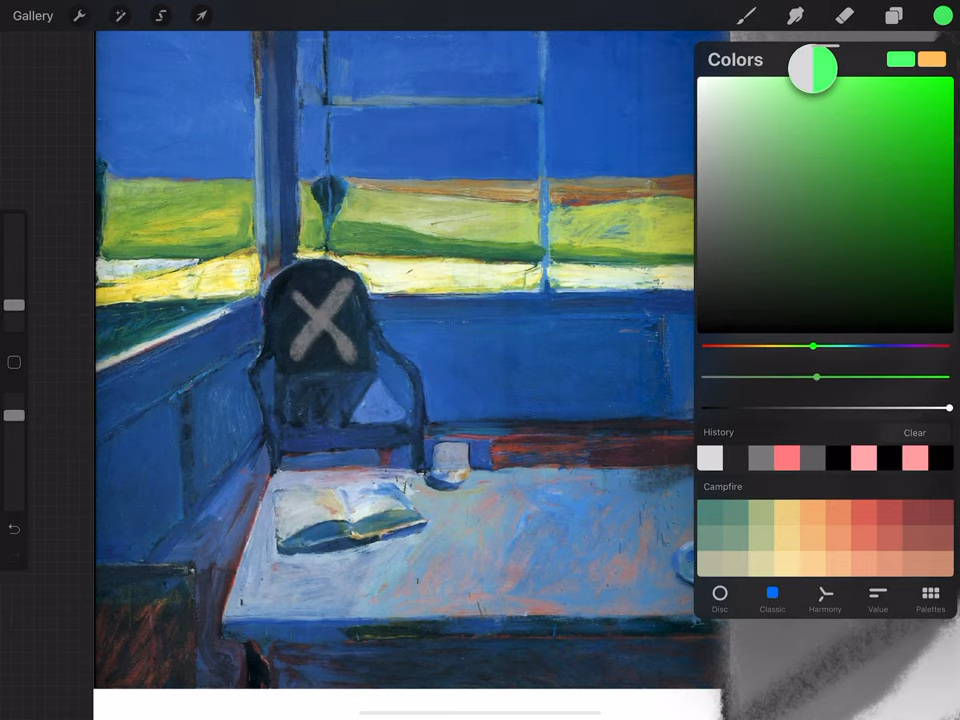 Gallery
Colors
History
Clear
Campfire
Disc
Classic
Harmony
Value
Palettes